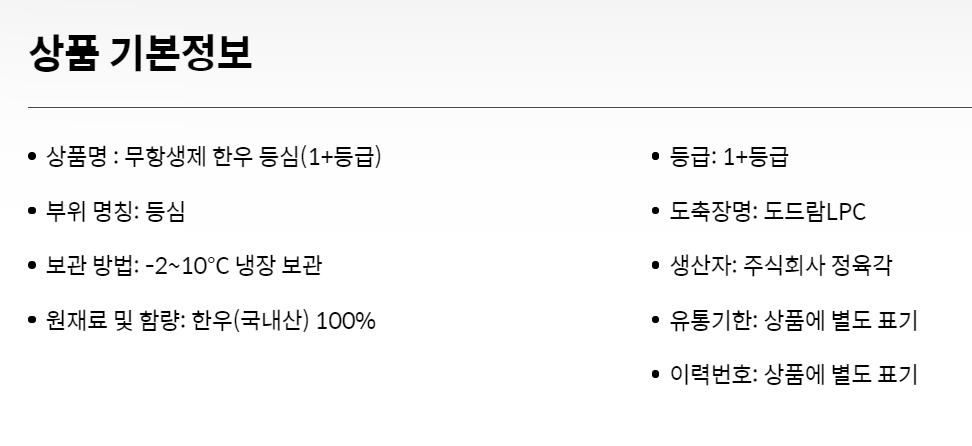 상품 기본정보
• 상품명 : 무항생제 한우 등심(1+등급)
• 부위 명칭: 등심
• 보관 방법: -2~10°C 냉장 보관
• 원재료 및 함량: 한우(국내산) 100%
• 등급: 1+등급
• 도축장명: 도드람LPC
• 생산자: 주식회사 정육각
• 유통기한: 상품에 별도 표기
• 이력번호: 상품에 별도 표기